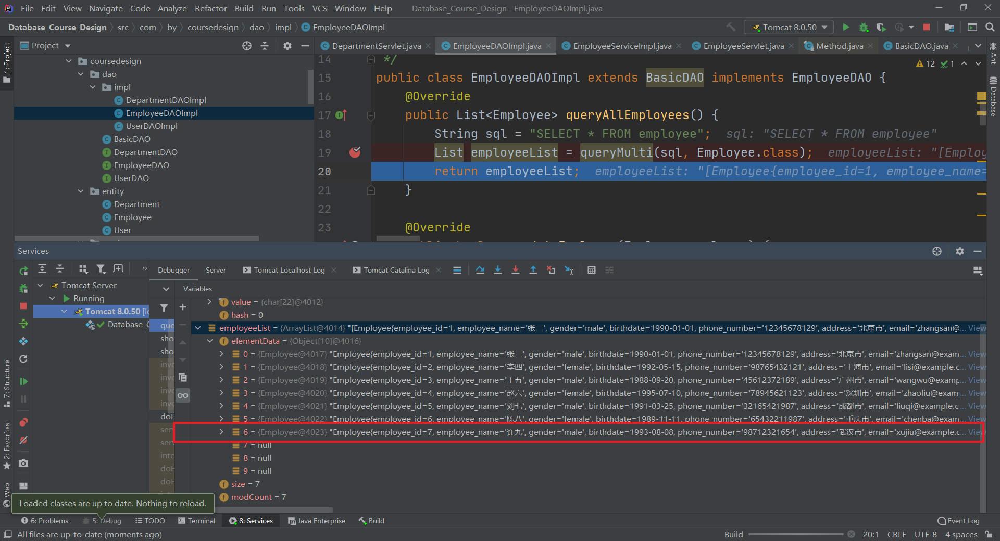 File Edit View Navigate Code Analyze Refactor Build Run Tools VCS Window Help Database_Course_Design - EmployeeDAOImpl.java
Database_Course_Design src com by coursedesign dao impl EmployeeDAOImpl Tomcat 8.0.50
1: Project
Project
coursedesign
dao
impl
DepartmentDAOImpl
EmployeeDAOImpl
UserDAOImpl
BasicDAO
DepartmentDAO
EmployeeDAO
UserDAO
entity
Department
Employee
User
DepartmentServlet.java EmployeeDAOImpl.java EmployeeServiceImpl.java EmployeeServlet.java Method.java BasicDAO.java
12 1
14 */
15 public class EmployeeDAOImpl extends BasicDAO implements EmployeeDAO {
16 @Override
17 public List<Employee> queryAllEmployees() {
18 String sql = "SELECT * FROM employee"; sql: "SELECT * FROM employee"
19 List employeeList = queryMulti(sql, Employee.class); employeeList: "[Employ
20 return employeeList; employeeList: "[Employee{employee_id=1, employee_name=
21 }
22
23 @Override
Ant
Database
Services
Debugger Server Tomcat Localhost Log Tomcat Catalina Log
Tomcat Server
Running
Tomcat 8.0.50 [lo
Database_C
Variables
que
sho
sho
invo
invo
invo
invo
doP
serv
serv
inte
doF
doF
value = {char[22]@4012}
hash = 0
employeeList = {ArrayList@4014} "[Employee{employee_id=1, employee_name='张三', gender='male', birthdate=1990-01-01, phone_number='12345678129', address='北京市', email='zhangsan@... View
elementData = {Object[10]@4016}
0 = {Employee@4017} "Employee{employee_id=1, employee_name='张三', gender='male', birthdate=1990-01-01, phone_number='12345678129', address='北京市', email='zhangsan@exam... View
1 = {Employee@4018} "Employee{employee_id=2, employee_name='李四', gender='female', birthdate=1992-05-15, phone_number='98765432121', address='上海市', email='lisi@example.c... View
2 = {Employee@4019} "Employee{employee_id=3, employee_name='王五', gender='male', birthdate=1988-09-20, phone_number='45612372189', address='广州市', email='wangwu@examp... View
3 = {Employee@4020} "Employee{employee_id=4, employee_name='赵六', gender='female', birthdate=1995-07-10, phone_number='78945621123', address='深圳市', email='zhaoliu@exam... View
4 = {Employee@4021} "Employee{employee_id=5, employee_name='刘七', gender='male', birthdate=1991-03-25, phone_number='32165421987', address='成都市', email='liuqi@example.c... View
5 = {Employee@4022} "Employee{employee_id=6, employee_name='陈八', gender='female', birthdate=1989-11-11, phone_number='65432211987', address='重庆市', email='chenba@exam... View
6 = {Employee@4023} "Employee{employee_id=7, employee_name='许九', gender='male', birthdate=1993-08-08, phone_number='98712321654', address='武汉市', email='xujiu@example.c... View
7 = null
8 = null
9 = null
size = 7
modCount = 7
Z: Structure
2: Favorites
Web
Loaded classes are up to date. Nothing to reload.
6: Problems 5: Debug TODO Terminal 8: Services Java Enterprise Build Event Log
All files are up-to-date (moments ago) Build 20:1 CRLF UTF-8 4 spaces